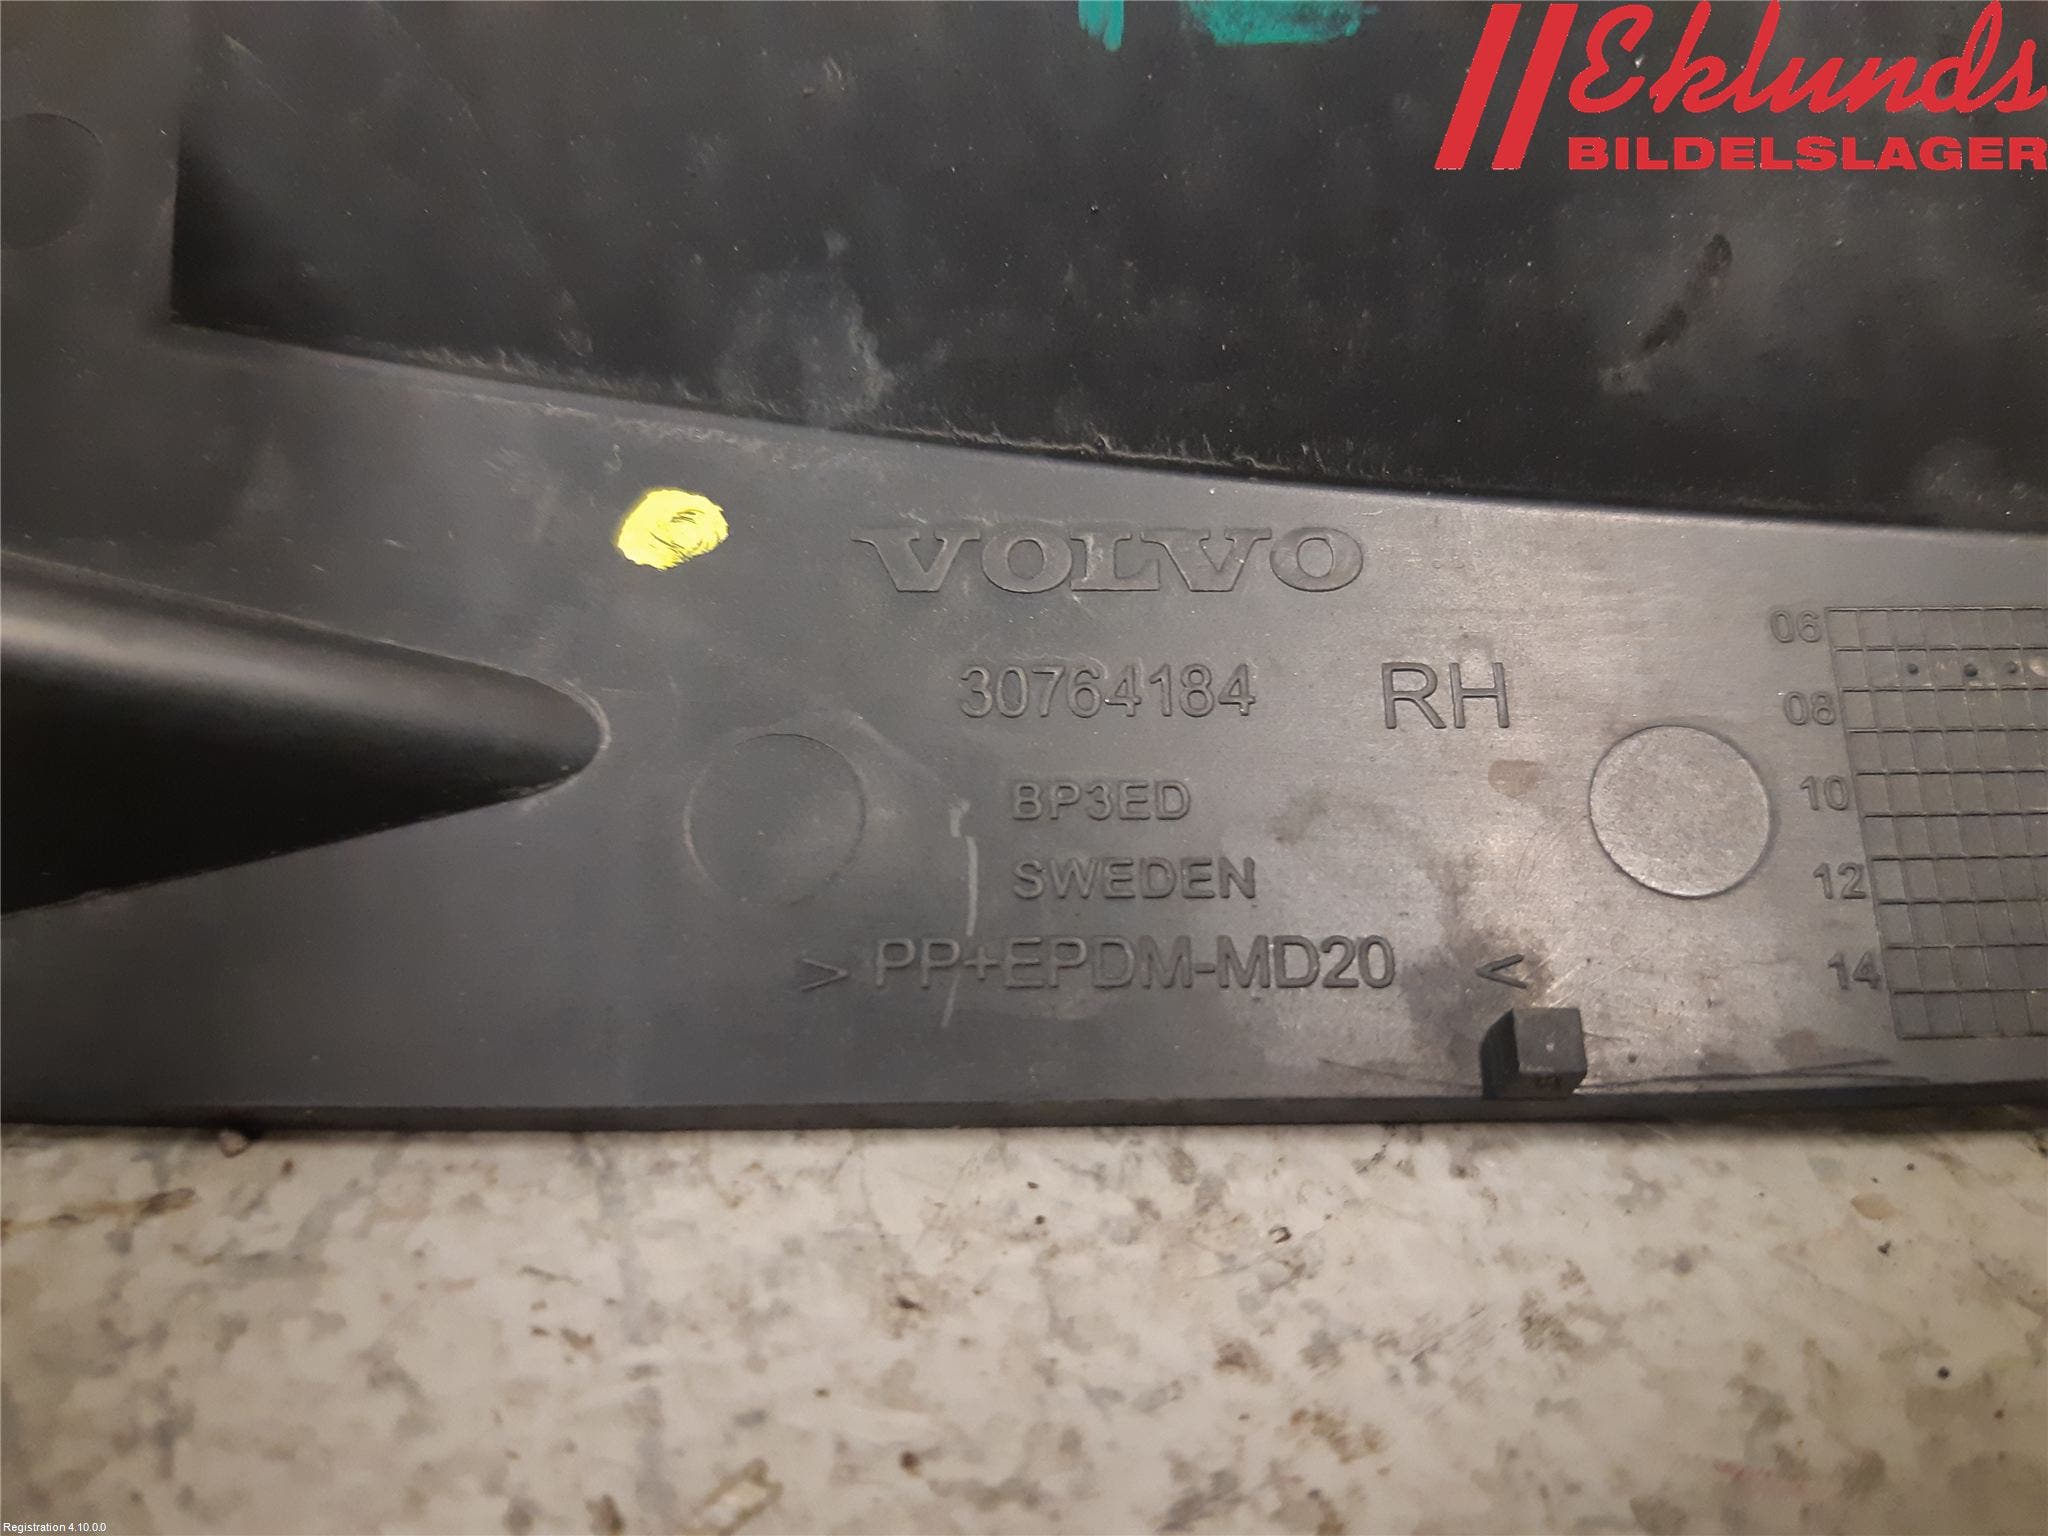 Eklunds
BILDELSLAGER
VOLVO
30764184 RH
BP3ED
SWEDEN
> PP+EPDM-MD20 <
06
08
10
12
14
Registration 4.10.0.0